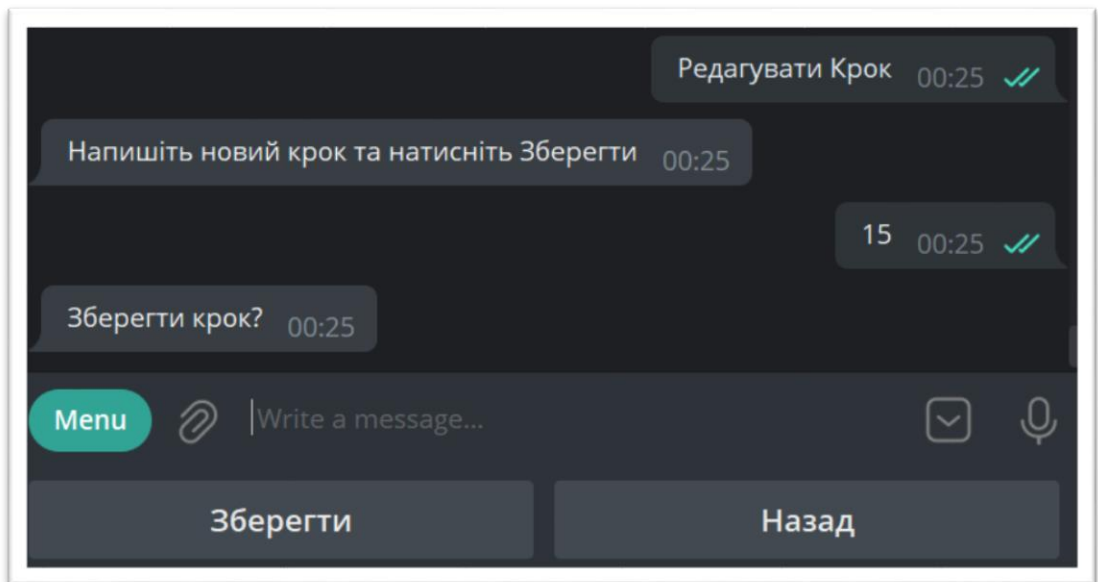 Редагувати Крок 00:25
Напишіть новий крок та натисніть Зберегти 00:25
15 00:25
Зберегти крок? 00:25
Menu Write a message...
Зберегти Назад